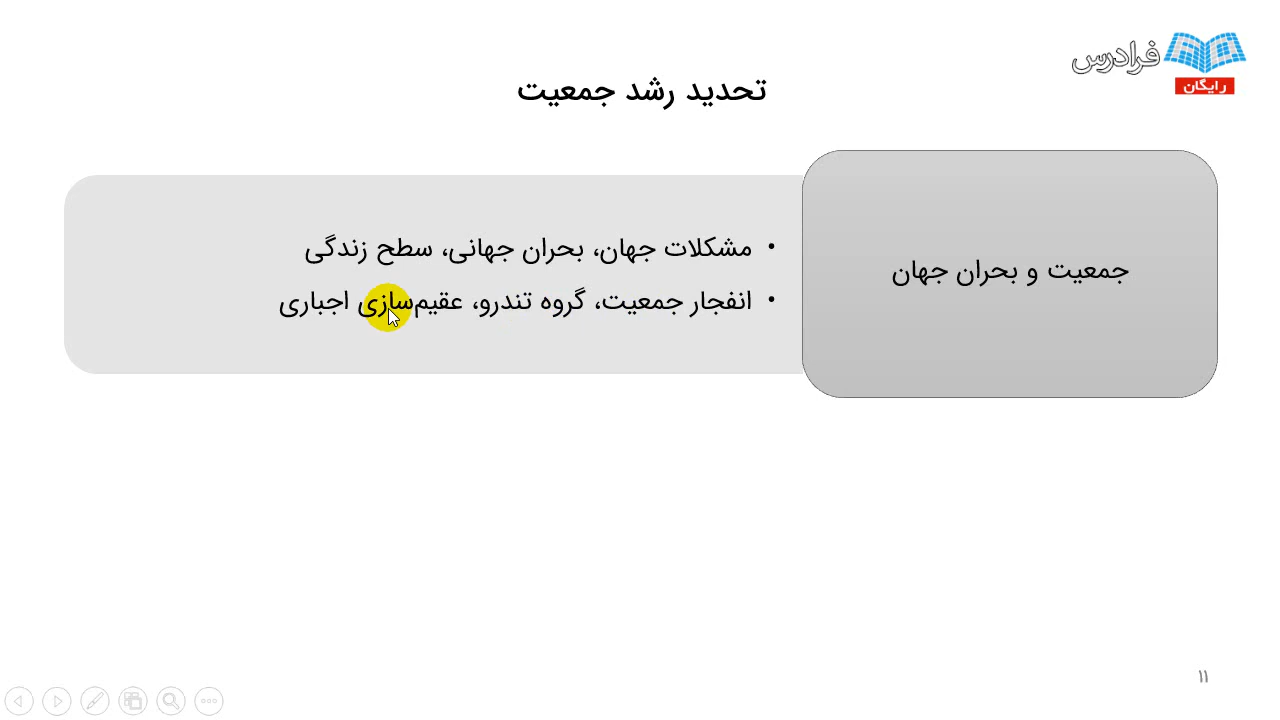 فرادرس
رایگان
تحدید رشد جمعیت
جمعیت و بحران جهان
• مشکلات جهان، بحران جهانی، سطح زندگی
• انفجار جمعیت، گروه تندرو، عقیم‌سازی اجباری
۱۱